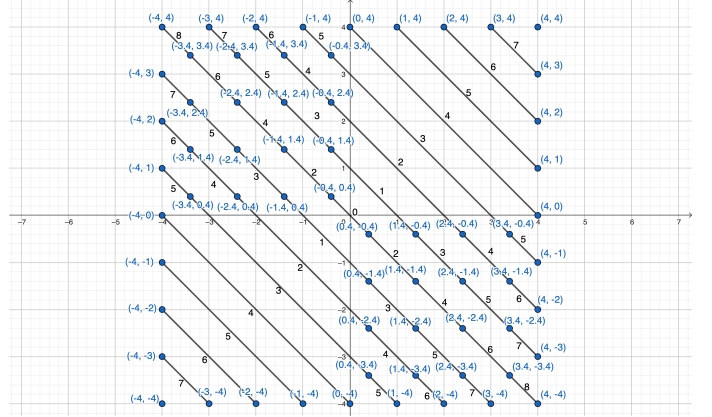 (-4, 4) (-3, 4) (-2, 4) (-1, 4) (0, 4) (1, 4) (2, 4) (3, 4) (4, 4)
8 7 6 5 4
(-3.4, 3.4) (-2.4, 3.4) (-1.4, 3.4) (-0.4, 3.4) 7
(-4, 3) 6 5 4 3 6 (4, 3)
7 (-2.4, 2.4) (-1.4, 2.4) (-0.4, 2.4) 5
(-3.4, 2.4) 3 4
(-4, 2) 4 2 (4, 2)
6 5 (-1.4, 1.4) (-0.4, 1.4) 3
(-3.4, 1.4) (-2.4, 1.4) 2
(-4, 1) 3 2 (4, 1)
5 4 (-0.4, 0.4) 1
(-3.4, 0.4) (-2.4, 0.4) (-1.4, 0.4) 0
(-4, 0) (4, 0)
-7 -6 -5 -3 1 2 3 5 6 7
(0.4, -0.4) (1.4, -0.4) (2.4, -0.4) (3.4, -0.4)
1 5
-1 2 3 4 (4, -1)
(-4, -1) 2 (0.4, -1.4) (1.4, -1.4) (2.4, -1.4) (3.4, -1.4)
3 4 5 6 (4, -2)
(-4, -2) -2 3
4 (0.4, -2.4) (1.4, -2.4) (2.4, -2.4) (3.4, -2.4)
5 7 (4, -3)
(-4, -3) 6 -3 4 5 6
(0.4, -3.4) (1.4, -3.4) (2.4, -3.4) (3.4, -3.4)
7 5 6 7 8
(-4, -4) (-3, -4) (-2, -4) (-1, -4) (0, -4) (1, -4) (2, -4) (3, -4) (4, -4)
-4